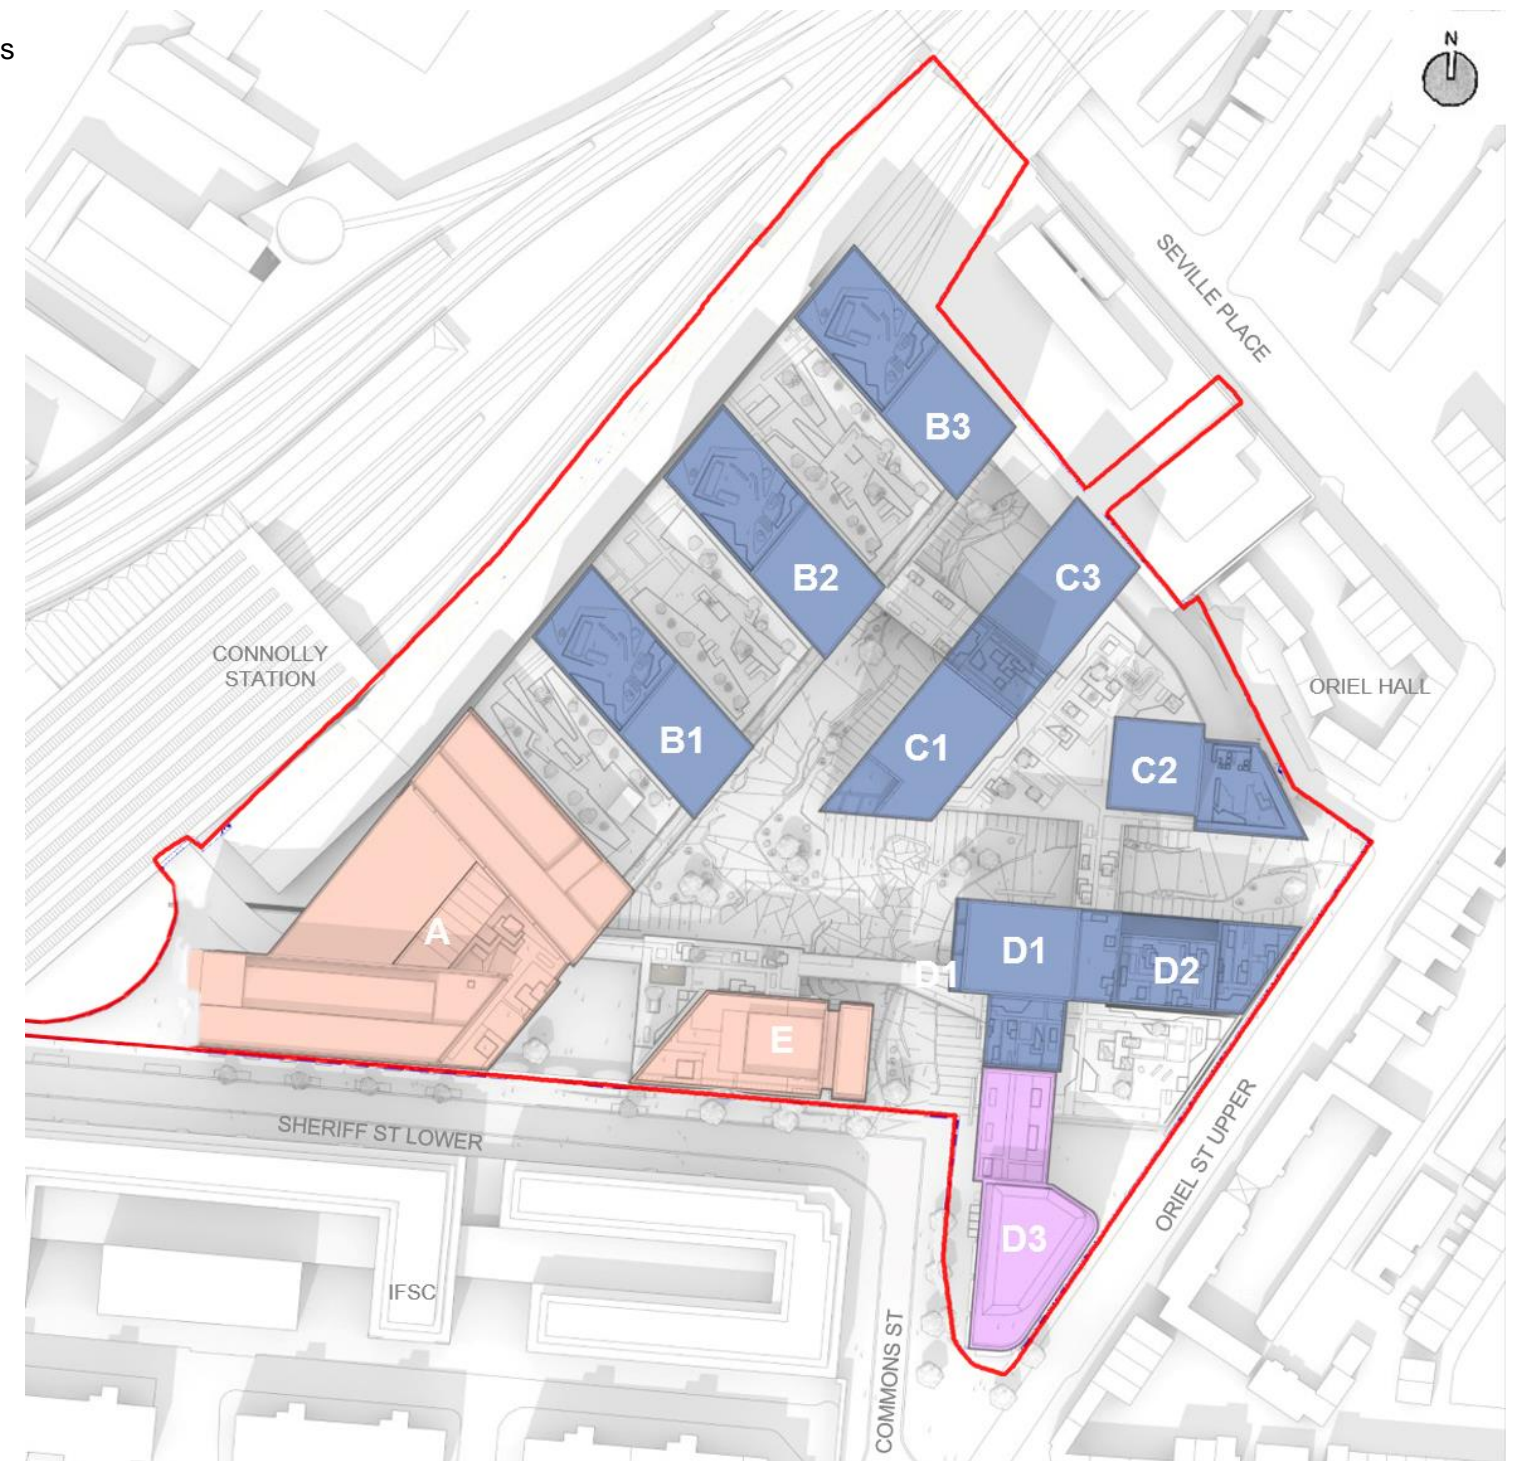 s
N
SEVILLE PLACE
B3
B2
C3
CONNOLLY
STATION
ORIEL HALL
B1
C1
C2
A
D1
D1
D2
E
SHERIFF ST LOWER
ORIEL ST UPPER
D3
IFSC
COMMONS ST